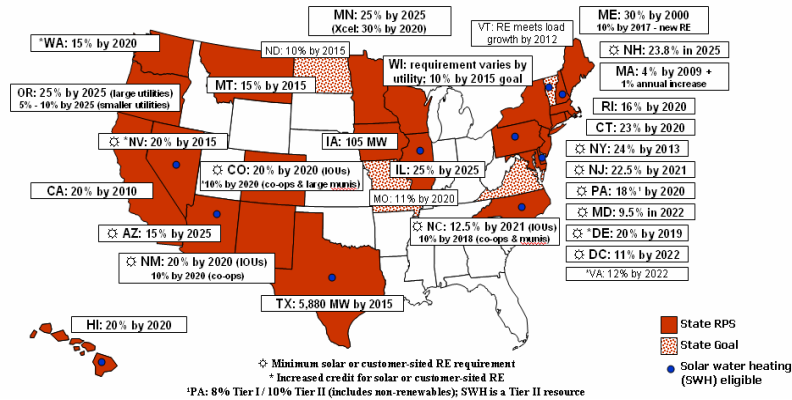 MN: 25% by 2025
(Xcel: 30% by 2020)
VT: RE meets load
growth by 2012
ME: 30% by 2000
10% by 2017 - new RE
*WA: 15% by 2020
ND: 10% by 2015
☼ NH: 23.8% in 2025
WI: requirement varies by
utility; 10% by 2015 goal
MA: 4% by 2009 +
1% annual increase
OR: 25% by 2025 (large utilities)
5% - 10% by 2025 (smaller utilities)
MT: 15% by 2015
RI: 16% by 2020
CT: 23% by 2020
☼ *NV: 20% by 2015
IA: 105 MW
☼ NY: 24% by 2013
☼ CO: 20% by 2020 (IOUs)
*10% by 2020 (co-ops & large munis)
IL: 25% by 2025
☼ NJ: 22.5% by 2021
CA: 20% by 2010
MO: 11% by 2020
☼ PA: 18%¹ by 2020
☼ MD: 9.5% in 2022
☼ AZ: 15% by 2025
☼ NC: 12.5% by 2021 (IOUs)
10% by 2018 (co-ops & munis)
☼ *DE: 20% by 2019
☼ DC: 11% by 2022
☼ NM: 20% by 2020 (IOUs)
10% by 2020 (co-ops)
*VA: 12% by 2022
TX: 5,880 MW by 2015
HI: 20% by 2020
State RPS
State Goal
Solar water heating
(SWH) eligible
☼ Minimum solar or customer-sited RE requirement
* Increased credit for solar or customer-sited RE
¹PA: 8% Tier I / 10% Tier II (includes non-renewables); SWH is a Tier II resource